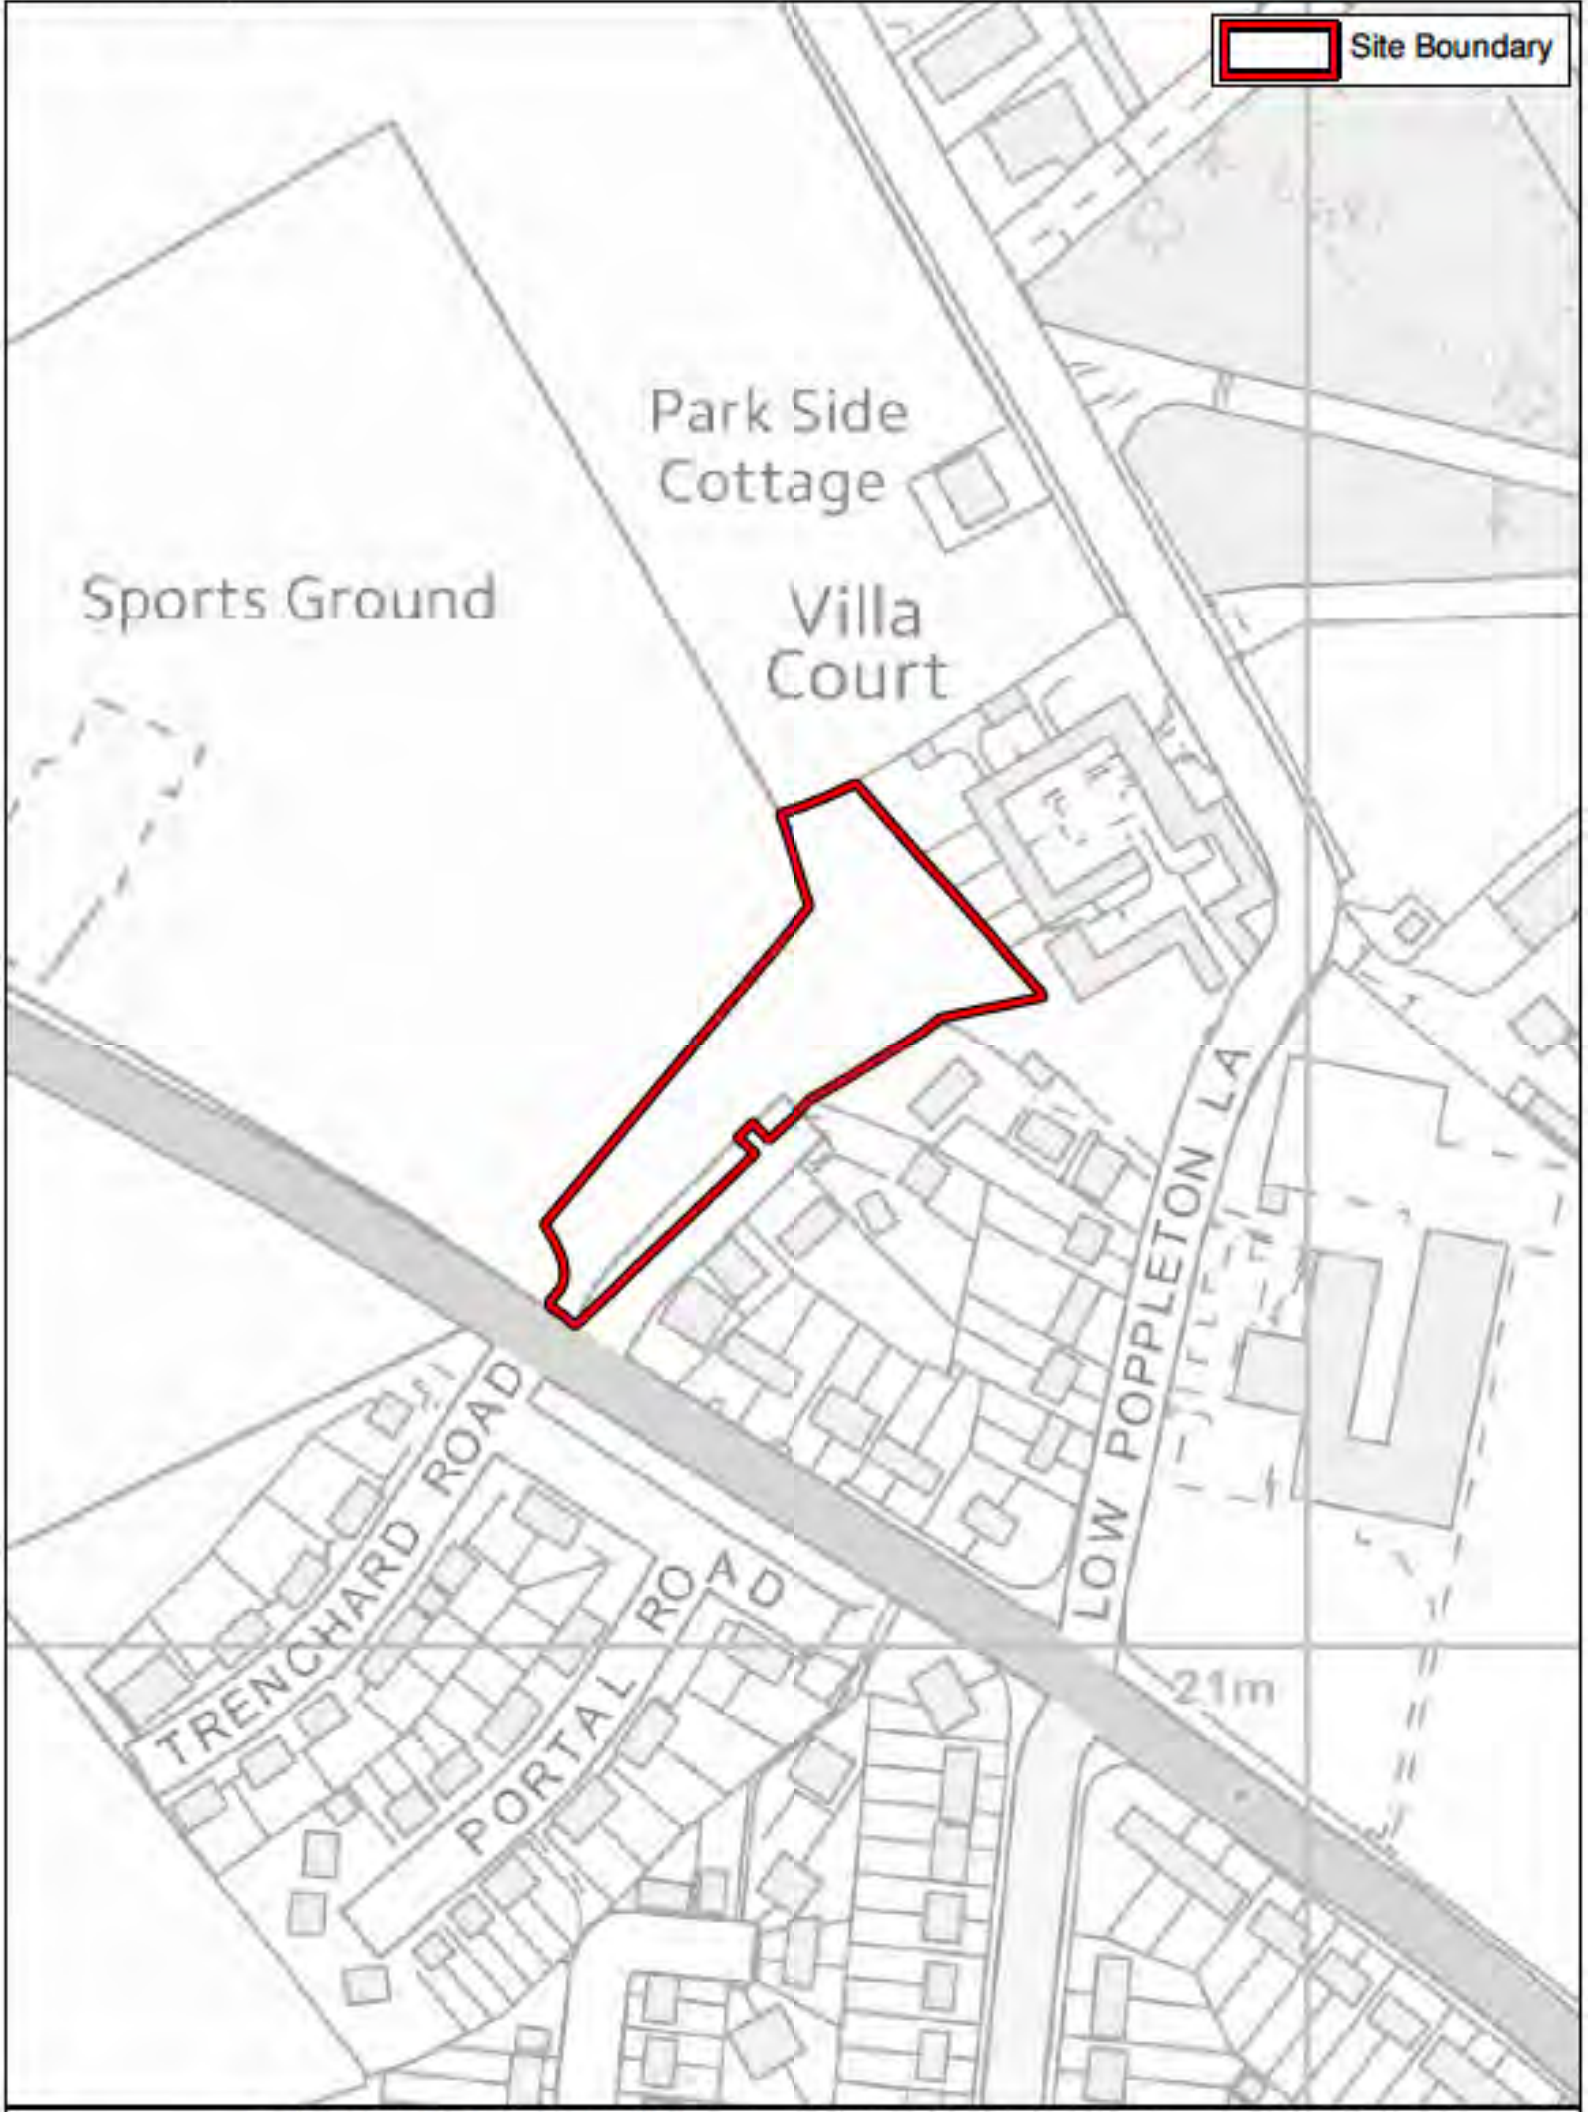 Site Boundary
Park Side
Cottage
Sports Ground
Villa
Court
LOW POPPLETON LA
TRENCHARD ROAD
PORTAL ROAD
21m